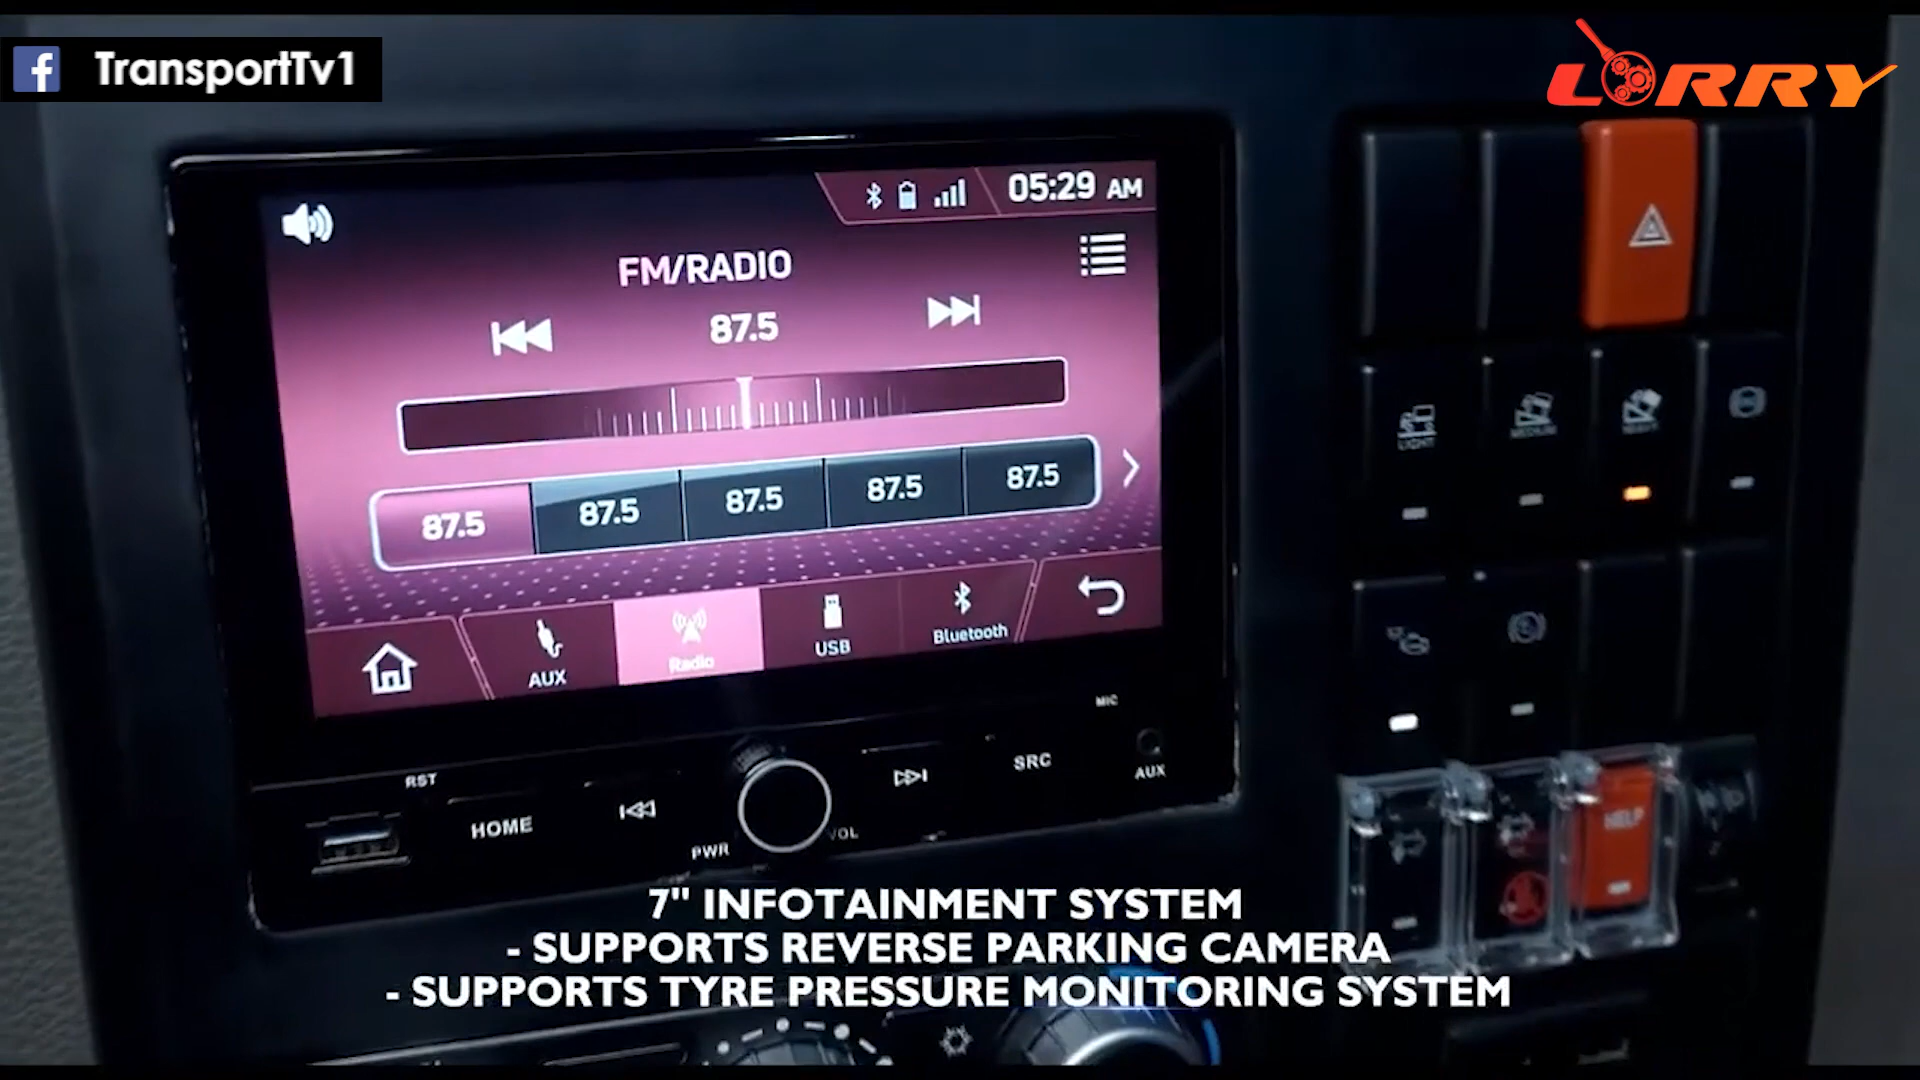 TransportTv1
LORRY
05:29 AM
FM/RADIO
87.5
87.5 87.5 87.5 87.5 87.5
AUX Radio USB Bluetooth
RST
MIC
HOME
SRC
AUX
PWR
VOL
LIGHT
MEDIUM
HEAVY
HELP
7" INFOTAINMENT SYSTEM
- SUPPORTS REVERSE PARKING CAMERA
- SUPPORTS TYRE PRESSURE MONITORING SYSTEM